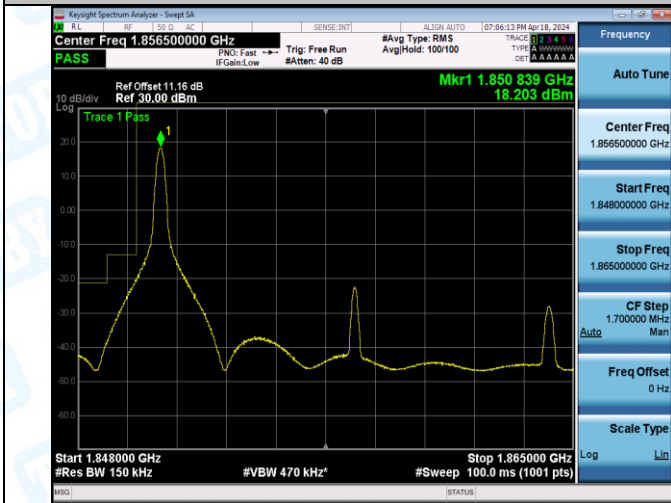 Keysight Spectrum Analyzer - Swept SA
RL RF 50 Ω AC SENSE:INT ALIGN AUTO 07:06:13 PM Apr 18, 2024
Center Freq 1.856500000 GHz
PASS
PNO: Fast
IFGain:Low
Trig: Free Run
#Atten: 40 dB
#Avg Type: RMS
Avg|Hold: 100/100
TRACE 1 2 3 4 5 6
TYPE A WWWWW
DET A A A A A A
Ref Offset 11.16 dB
Ref 30.00 dBm
10 dB/div
Log
Mkr1 1.850 839 GHz
18.203 dBm
Trace 1 Pass
1
20.0
10.0
0.00
-10.0
-20.0
-30.0
-40.0
-50.0
-60.0
Start 1.848000 GHz
Stop 1.865000 GHz
#Res BW 150 kHz
#VBW 470 kHz*
#Sweep 100.0 ms (1001 pts)
MSG
STATUS
Frequency
Auto Tune
Center Freq
1.856500000 GHz
Start Freq
1.848000000 GHz
Stop Freq
1.865000000 GHz
CF Step
1.700000 MHz
Auto Man
Freq Offset
0 Hz
Scale Type
Log Lin